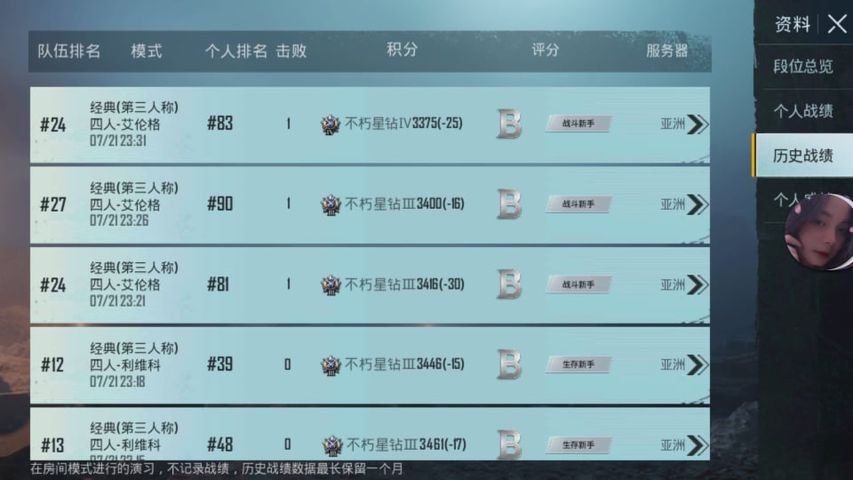 队伍排名 模式 个人排名 击败 积分 评分 服务器
经典(第三人称)
#24 四人-艾伦格 #83 1 不朽星钻IV3375(-25) B 战斗新手 亚洲
07/21 23:31
经典(第三人称)
#27 四人-艾伦格 #90 1 不朽星钻III3400(-16) B 战斗新手 亚洲
07/21 23:26
经典(第三人称)
#24 四人-艾伦格 #81 1 不朽星钻III3416(-30) B 战斗新手 亚洲
07/21 23:21
经典(第三人称)
#12 四人-利维科 #39 0 不朽星钻III3446(-15) B 生存新手 亚洲
07/21 23:18
经典(第三人称)
#13 四人-利维科 #48 0 不朽星钻III3461(-17) B 生存新手 亚洲
在房间模式进行的演习，不记录战绩，历史战绩数据最长保留一个月
资料
段位总览
个人战绩
历史战绩
个人